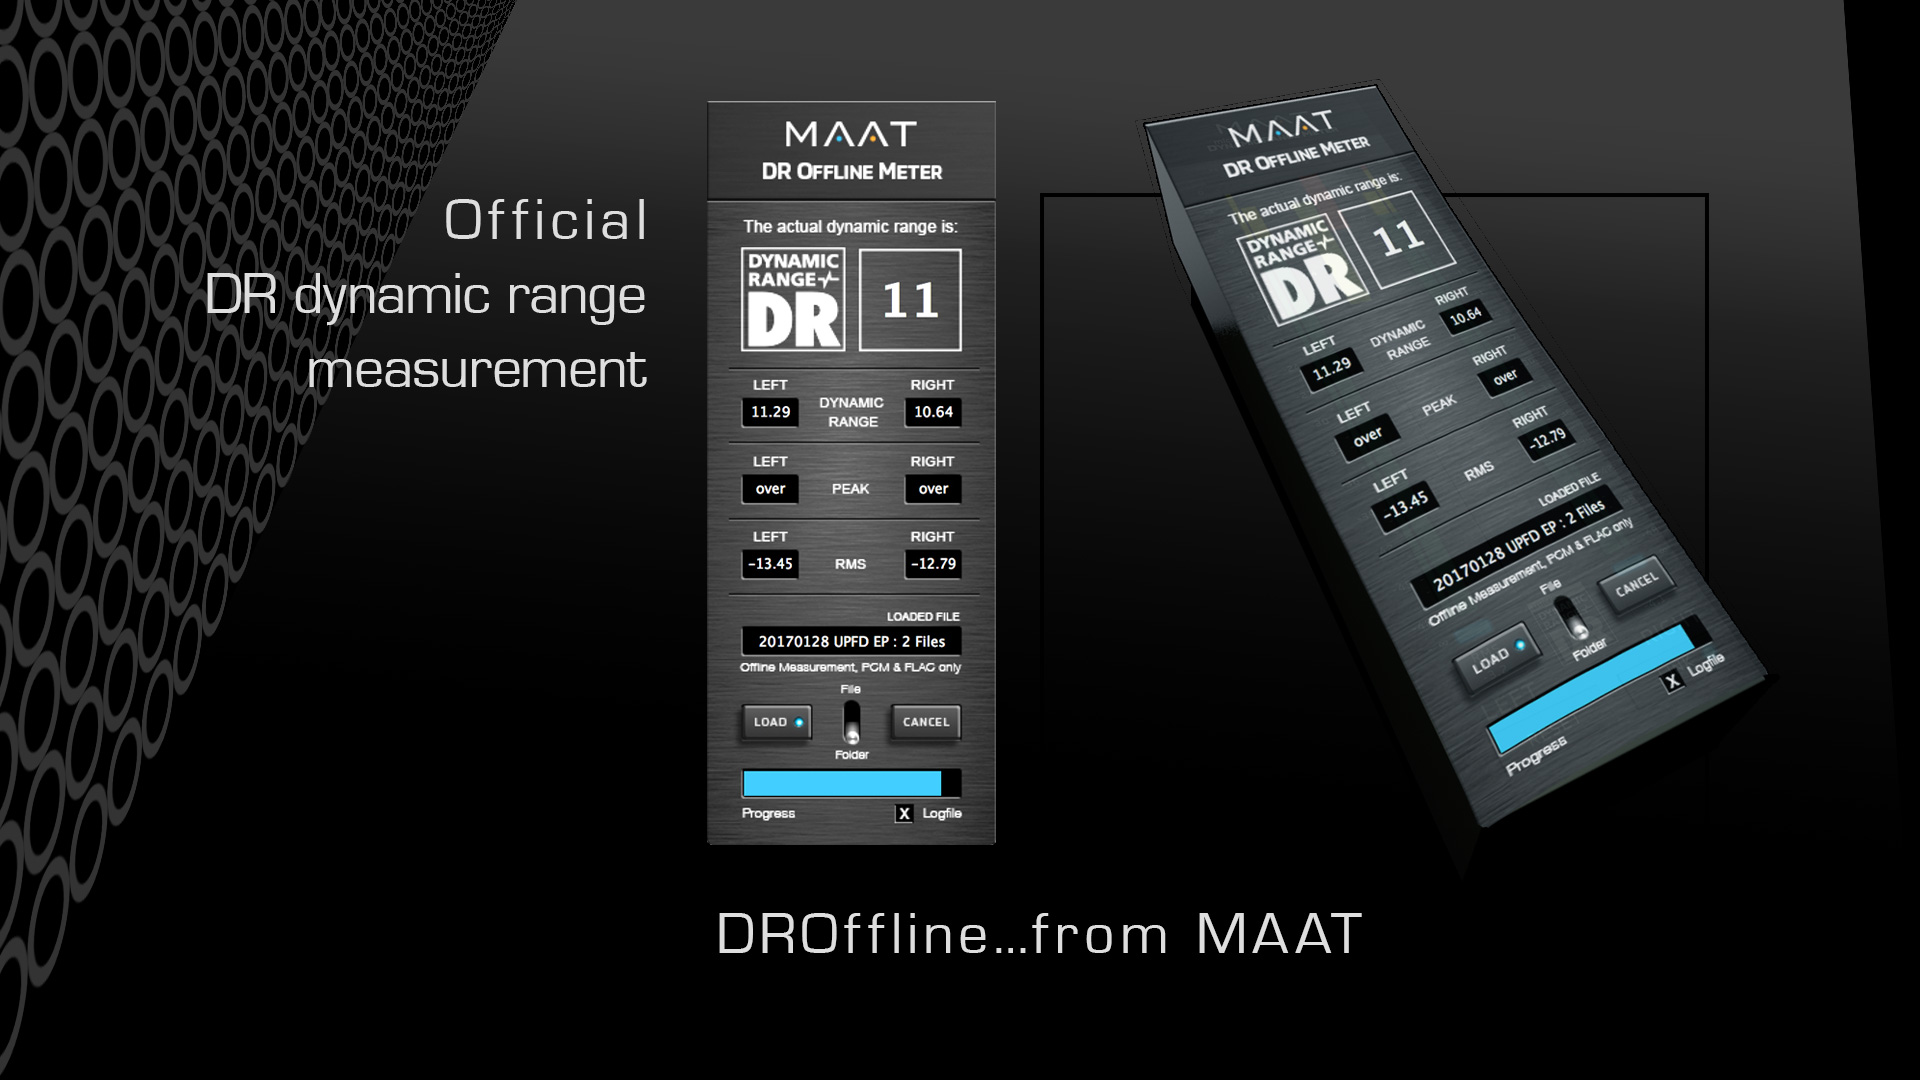 Official
DR dynamic range
measurement
MAAT
DR OFFLINE METER
The actual dynamic range is:
DYNAMIC
RANGE
DR
11
LEFT
RIGHT
11.29
DYNAMIC
RANGE
10.64
LEFT
RIGHT
over
PEAK
over
LEFT
RIGHT
-13.45
RMS
-12.79
LOADED FILE
20170128 UPFD EP : 2 Files
Offline Measurement, PCM & FLAC only
File
LOAD
CANCEL
Folder
Progress
X Logfile
MAAT
DR OFFLINE METER
The actual dynamic range is:
DYNAMIC
RANGE
DR
11
LEFT
RIGHT
11.29
DYNAMIC
RANGE
10.64
LEFT
RIGHT
over
PEAK
over
LEFT
RIGHT
-13.45
RMS
-12.79
LOADED FILE
20170128 UPFD EP : 2 Files
Offline Measurement, PCM & FLAC only
File
LOAD
CANCEL
Folder
Progress
X Logfile
DROffline...from MAAT